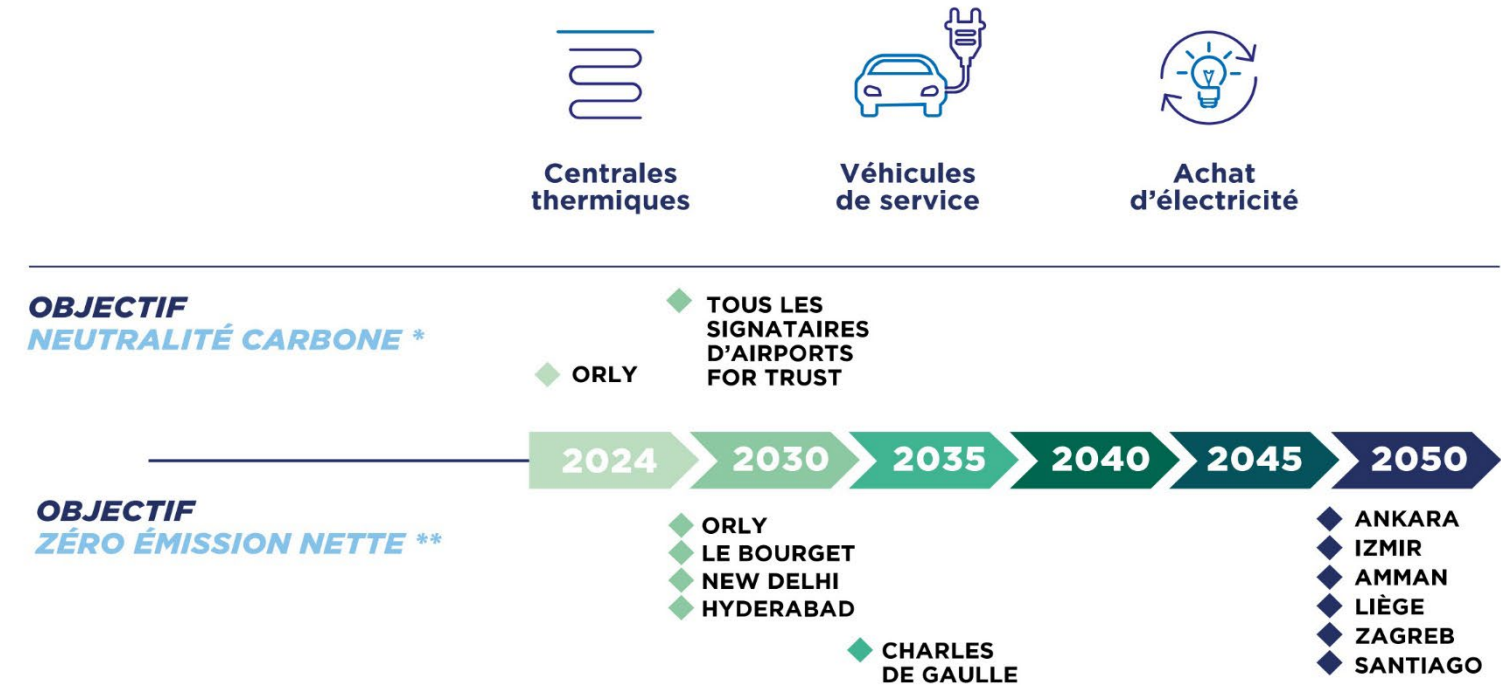 Centrales
thermiques
Véhicules
de service
Achat
d'électricité
OBJECTIF
NEUTRALITÉ CARBONE *
ORLY
TOUS LES
SIGNATAIRES
D'AIRPORTS
FOR TRUST
2024
2030
2035
2040
2045
2050
OBJECTIF
ZÉRO ÉMISSION NETTE **
ORLY
LE BOURGET
NEW DELHI
HYDERABAD
CHARLES
DE GAULLE
ANKARA
IZMIR
AMMAN
LIÈGE
ZAGREB
SANTIAGO